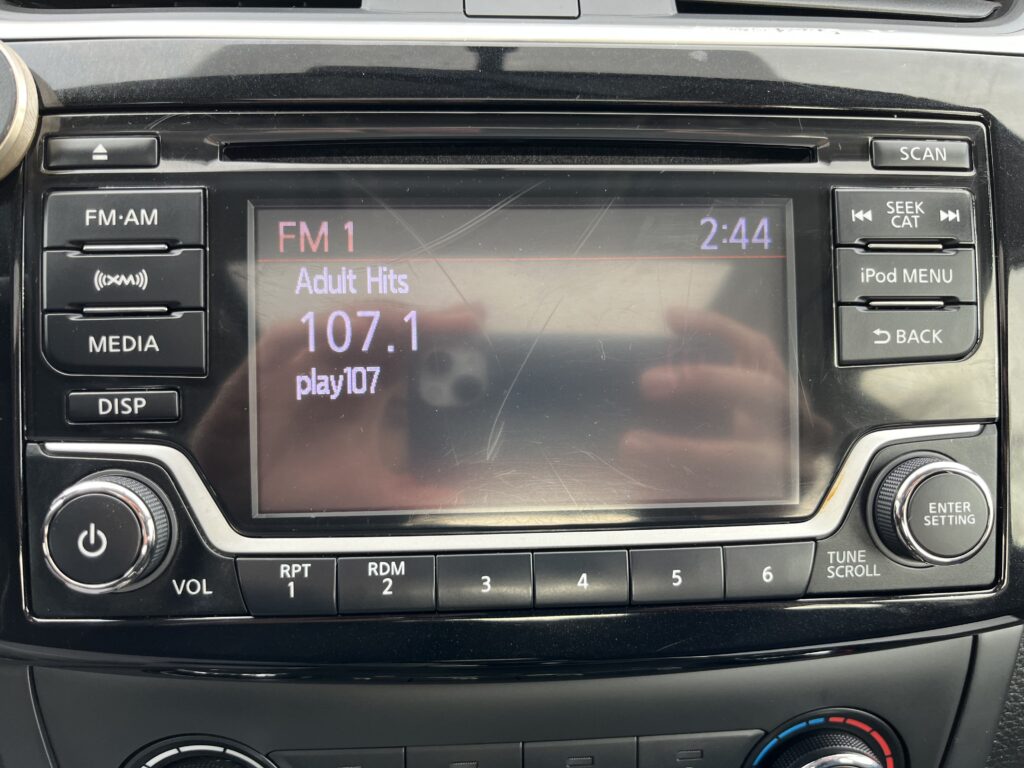 SCAN
FM·AM
SEEK
CAT
FM 1
2:44
XM
iPod MENU
Adult Hits
MEDIA
107.1
BACK
play107
DISP
ENTER
SETTING
VOL
RPT
1
RDM
2
3
4
5
6
TUNE
SCROLL